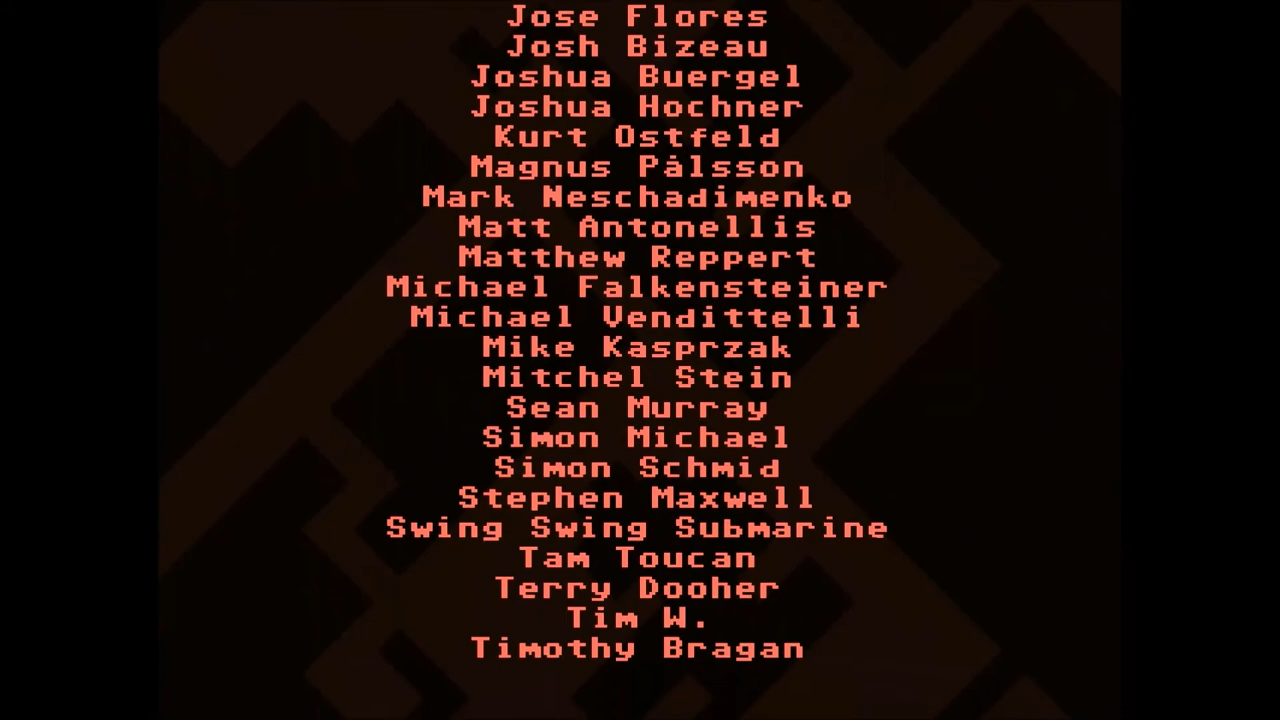 Jose Flores
Josh Bizeau
Joshua Buergel
Joshua Hochner
Kurt Ostfeld
Magnus Pålsson
Mark Neschadimenko
Matt Antonellis
Matthew Reppert
Michael Falkensteiner
Michael Vendittelli
Mike Kasprzak
Mitchel Stein
Sean Murray
Simon Michael
Simon Schmid
Stephen Maxwell
Swing Swing Submarine
Tam Toucan
Terry Dooher
Tim W.
Timothy Bragan